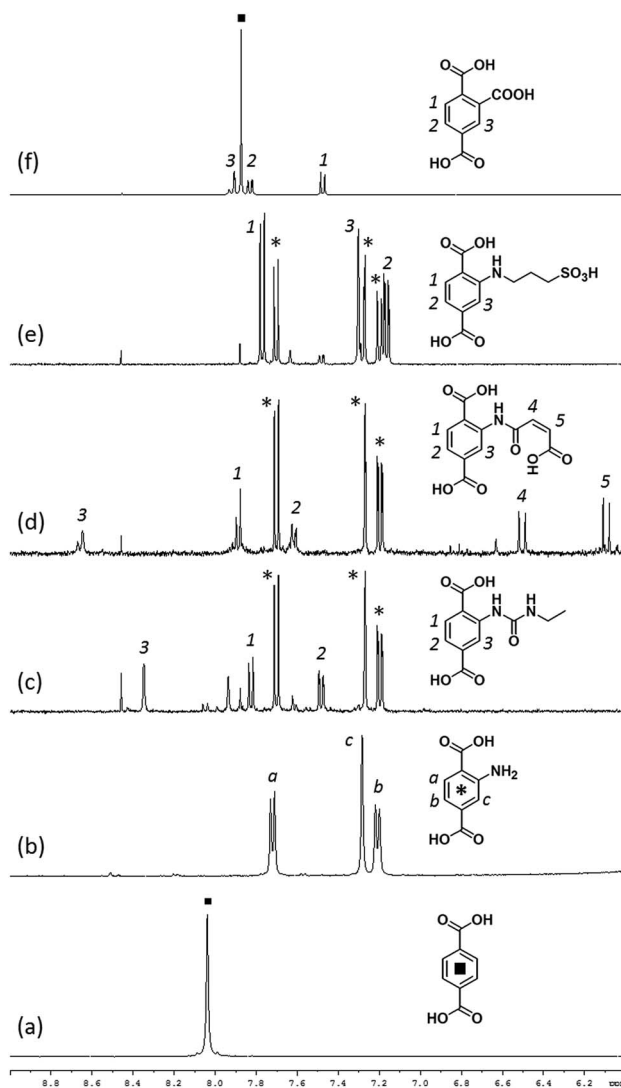 ■
O OH
COOH
1
2
3
HO O
(f)
3 2 1
O OH
H
N
SO₃H
1
2
3
HO O
(e)
1 * 3 * * 2
O OH
H
N
4 5
O
O
H
O
1
2
3
HO O
(d)
3 1 * 2 * * 4 5
O OH
H
N
H
N
O
1
2
3
HO O
(c)
3 1 * 2 * *
O OH
NH₂
a
b
*
c
HO O
(b)
a c b
■
O OH
■
HO O
(a)
8.8 8.6 8.4 8.2 8.0 7.8 7.6 7.4 7.2 7.0 6.8 6.6 6.4 6.2